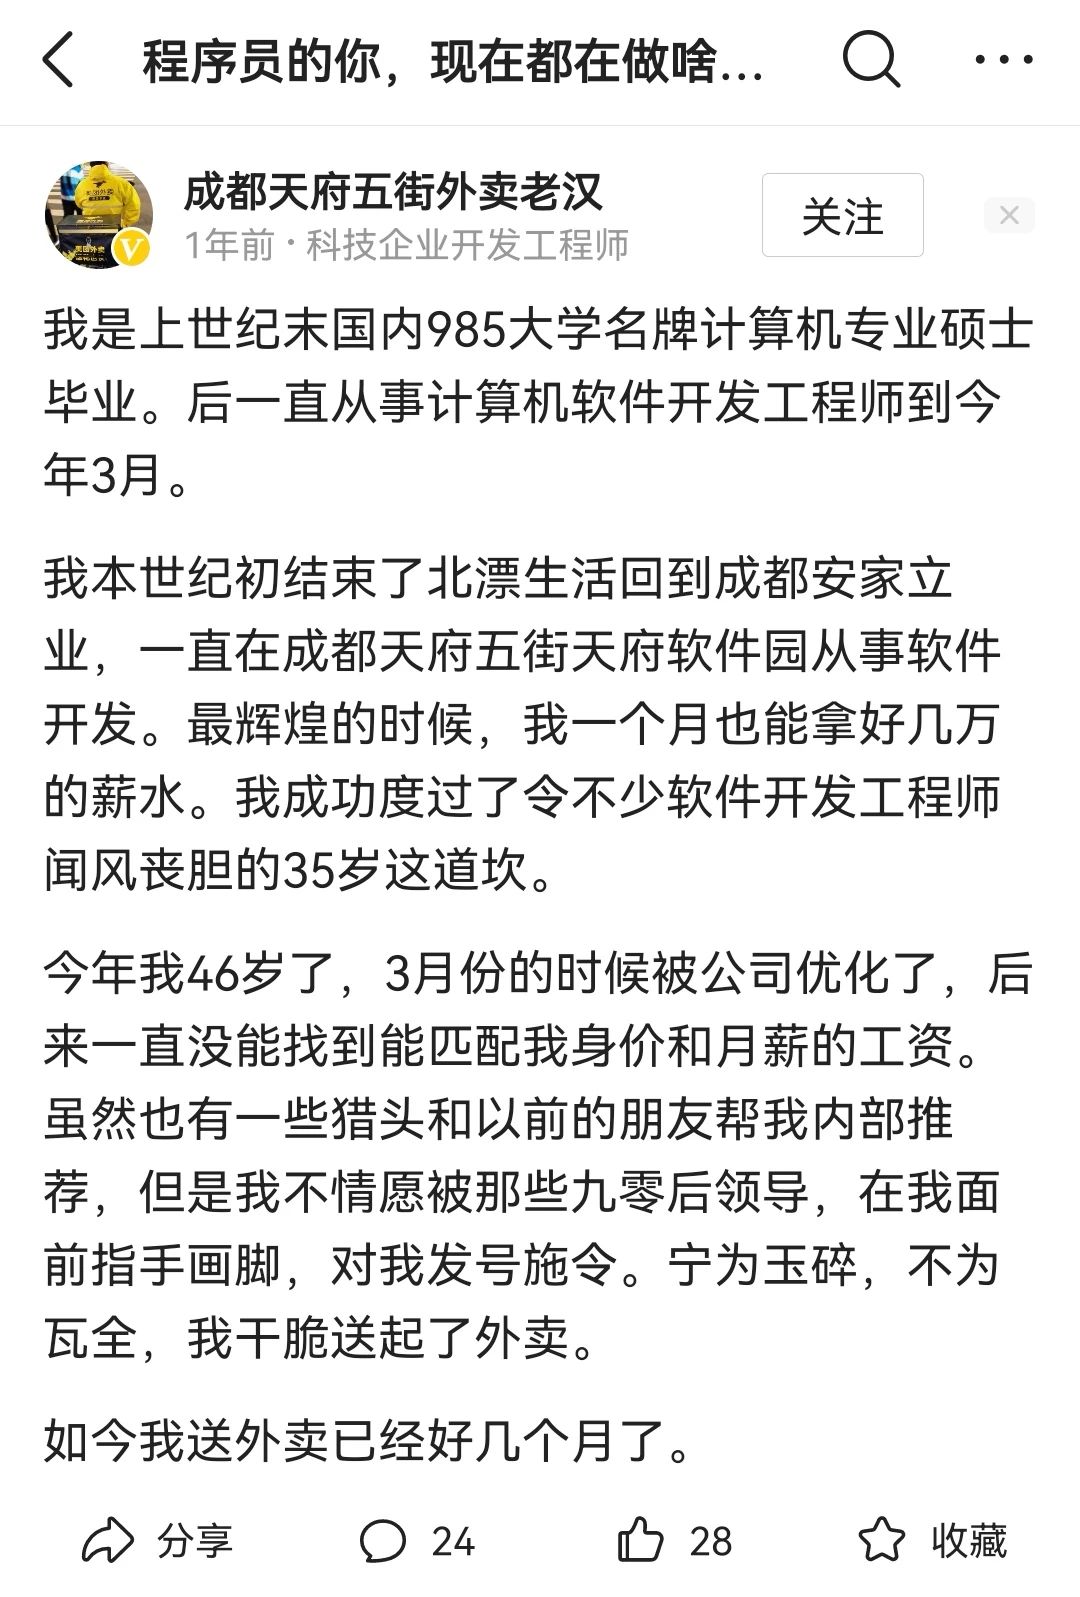 程序员的你，现在都在做啥...
成都天府五街外卖老汉
1年前 · 科技企业开发工程师
关注
我是上世纪末国内985大学名牌计算机专业硕士
毕业。后一直从事计算机软件开发工程师到今
年3月。
我本世纪初结束了北漂生活回到成都安家立
业，一直在成都天府五街天府软件园从事软件
开发。最辉煌的时候，我一个月也能拿好几万
的薪水。我成功度过了令不少软件开发工程师
闻风丧胆的35岁这道坎。
今年我46岁了，3月份的时候被公司优化了，后
来一直没能找到能匹配我身价和月薪的工资。
虽然也有一些猎头和以前的朋友帮我内部推
荐，但是我不情愿被那些九零后领导，在我面
前指手画脚，对我发号施令。宁为玉碎，不为
瓦全，我干脆送起了外卖。
如今我送外卖已经好几个月了。
分享
24
28
收藏